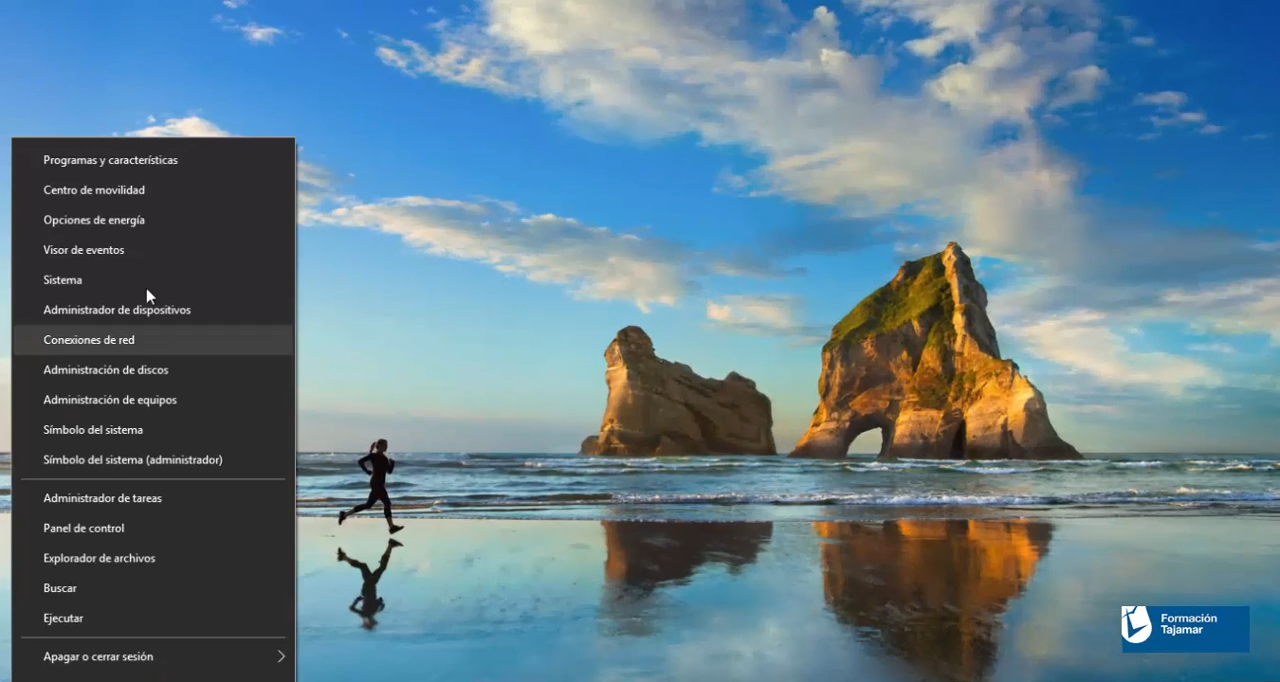 Programas y características
Centro de movilidad
Opciones de energía
Visor de eventos
Sistema
Administrador de dispositivos
Conexiones de red
Administración de discos
Administración de equipos
Símbolo del sistema
Símbolo del sistema (administrador)
Administrador de tareas
Panel de control
Explorador de archivos
Buscar
Ejecutar
Apagar o cerrar sesión
Formación
Tajamar